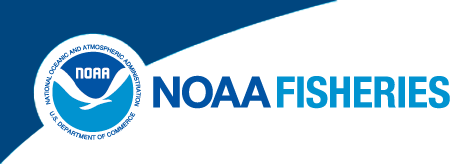 NATIONAL OCEANIC AND ATMOSPHERIC ADMINISTRATION
NOAA
U.S. DEPARTMENT OF COMMERCE
NOAA FISHERIES